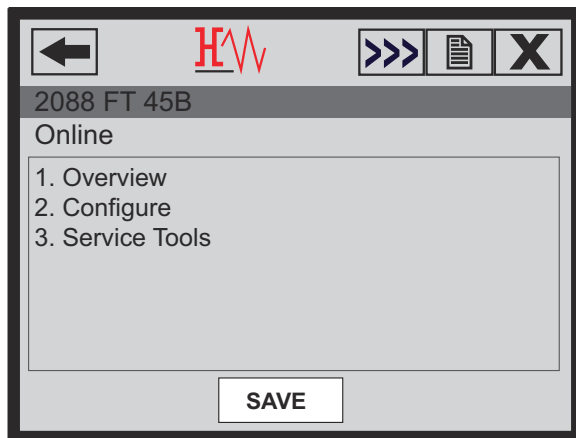 >>>
X
2088 FT 45B
Online
1. Overview
2. Configure
3. Service Tools
SAVE